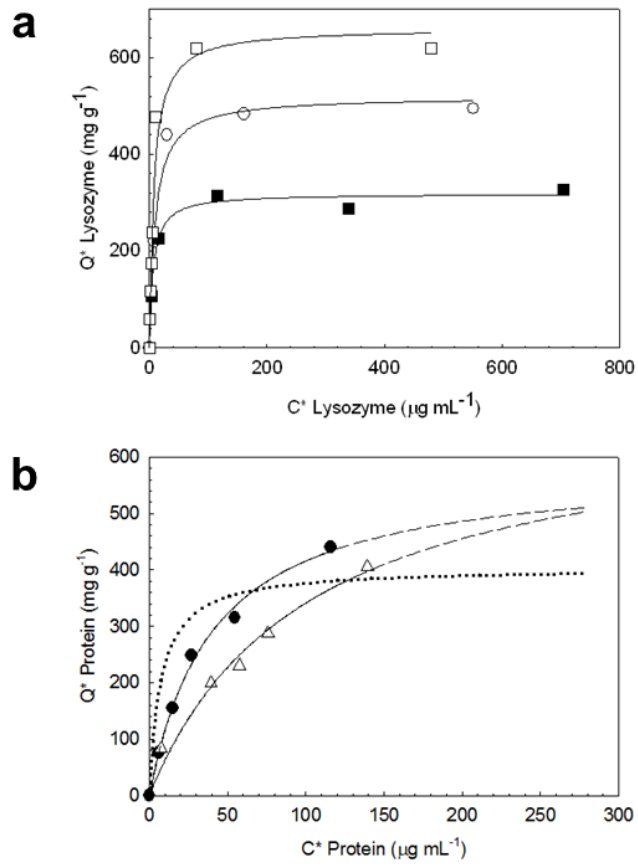 a
Q* Lysozyme (mg g⁻¹)
600
400
200
0
0 200 400 600 800
C* Lysozyme (µg mL⁻¹)
b
Q* Protein (mg g⁻¹)
600
500
400
300
200
100
0
0 50 100 150 200 250 300
C* Protein (µg mL⁻¹)